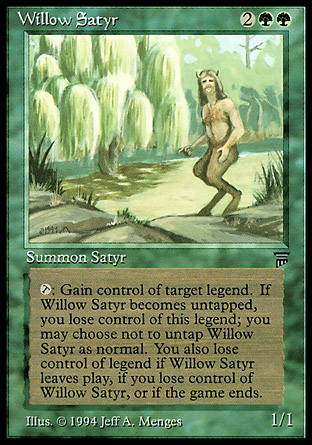 Willow Satyr 2
Summon Satyr
T: Gain control of target legend. If
Willow Satyr becomes untapped,
you lose control of this legend; you
may choose not to untap Willow
Satyr as normal. You also lose
control of legend if Willow Satyr
leaves play, if you lose control of
Willow Satyr, or if the game ends.
Illus. © 1994 Jeff A. Menges 1/1